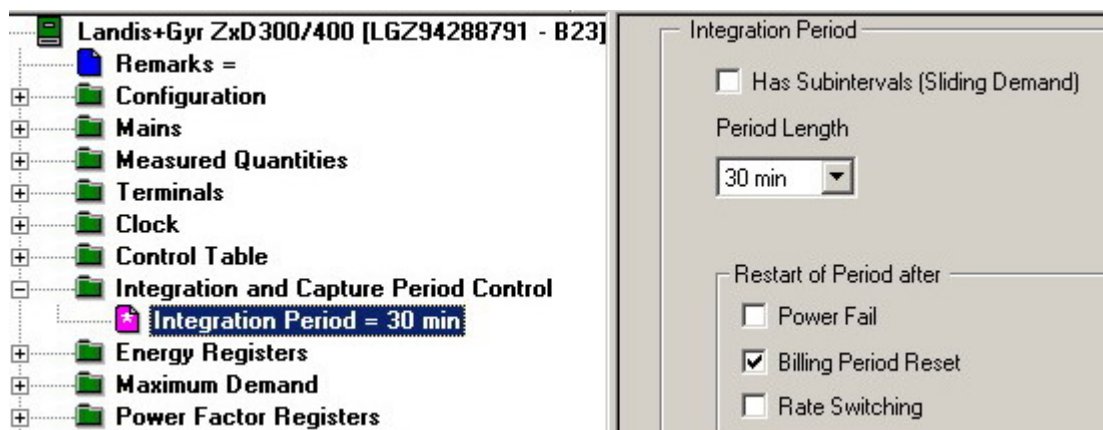 Landis+Gyr ZxD300/400 [LGZ94288791 - B23]
Remarks =
Configuration
Mains
Measured Quantities
Terminals
Clock
Control Table
Integration and Capture Period Control
Integration Period = 30 min
Energy Registers
Maximum Demand
Power Factor Registers
Integration Period
Has Subintervals (Sliding Demand)
Period Length
30 min
Restart of Period after
Power Fail
Billing Period Reset
Rate Switching